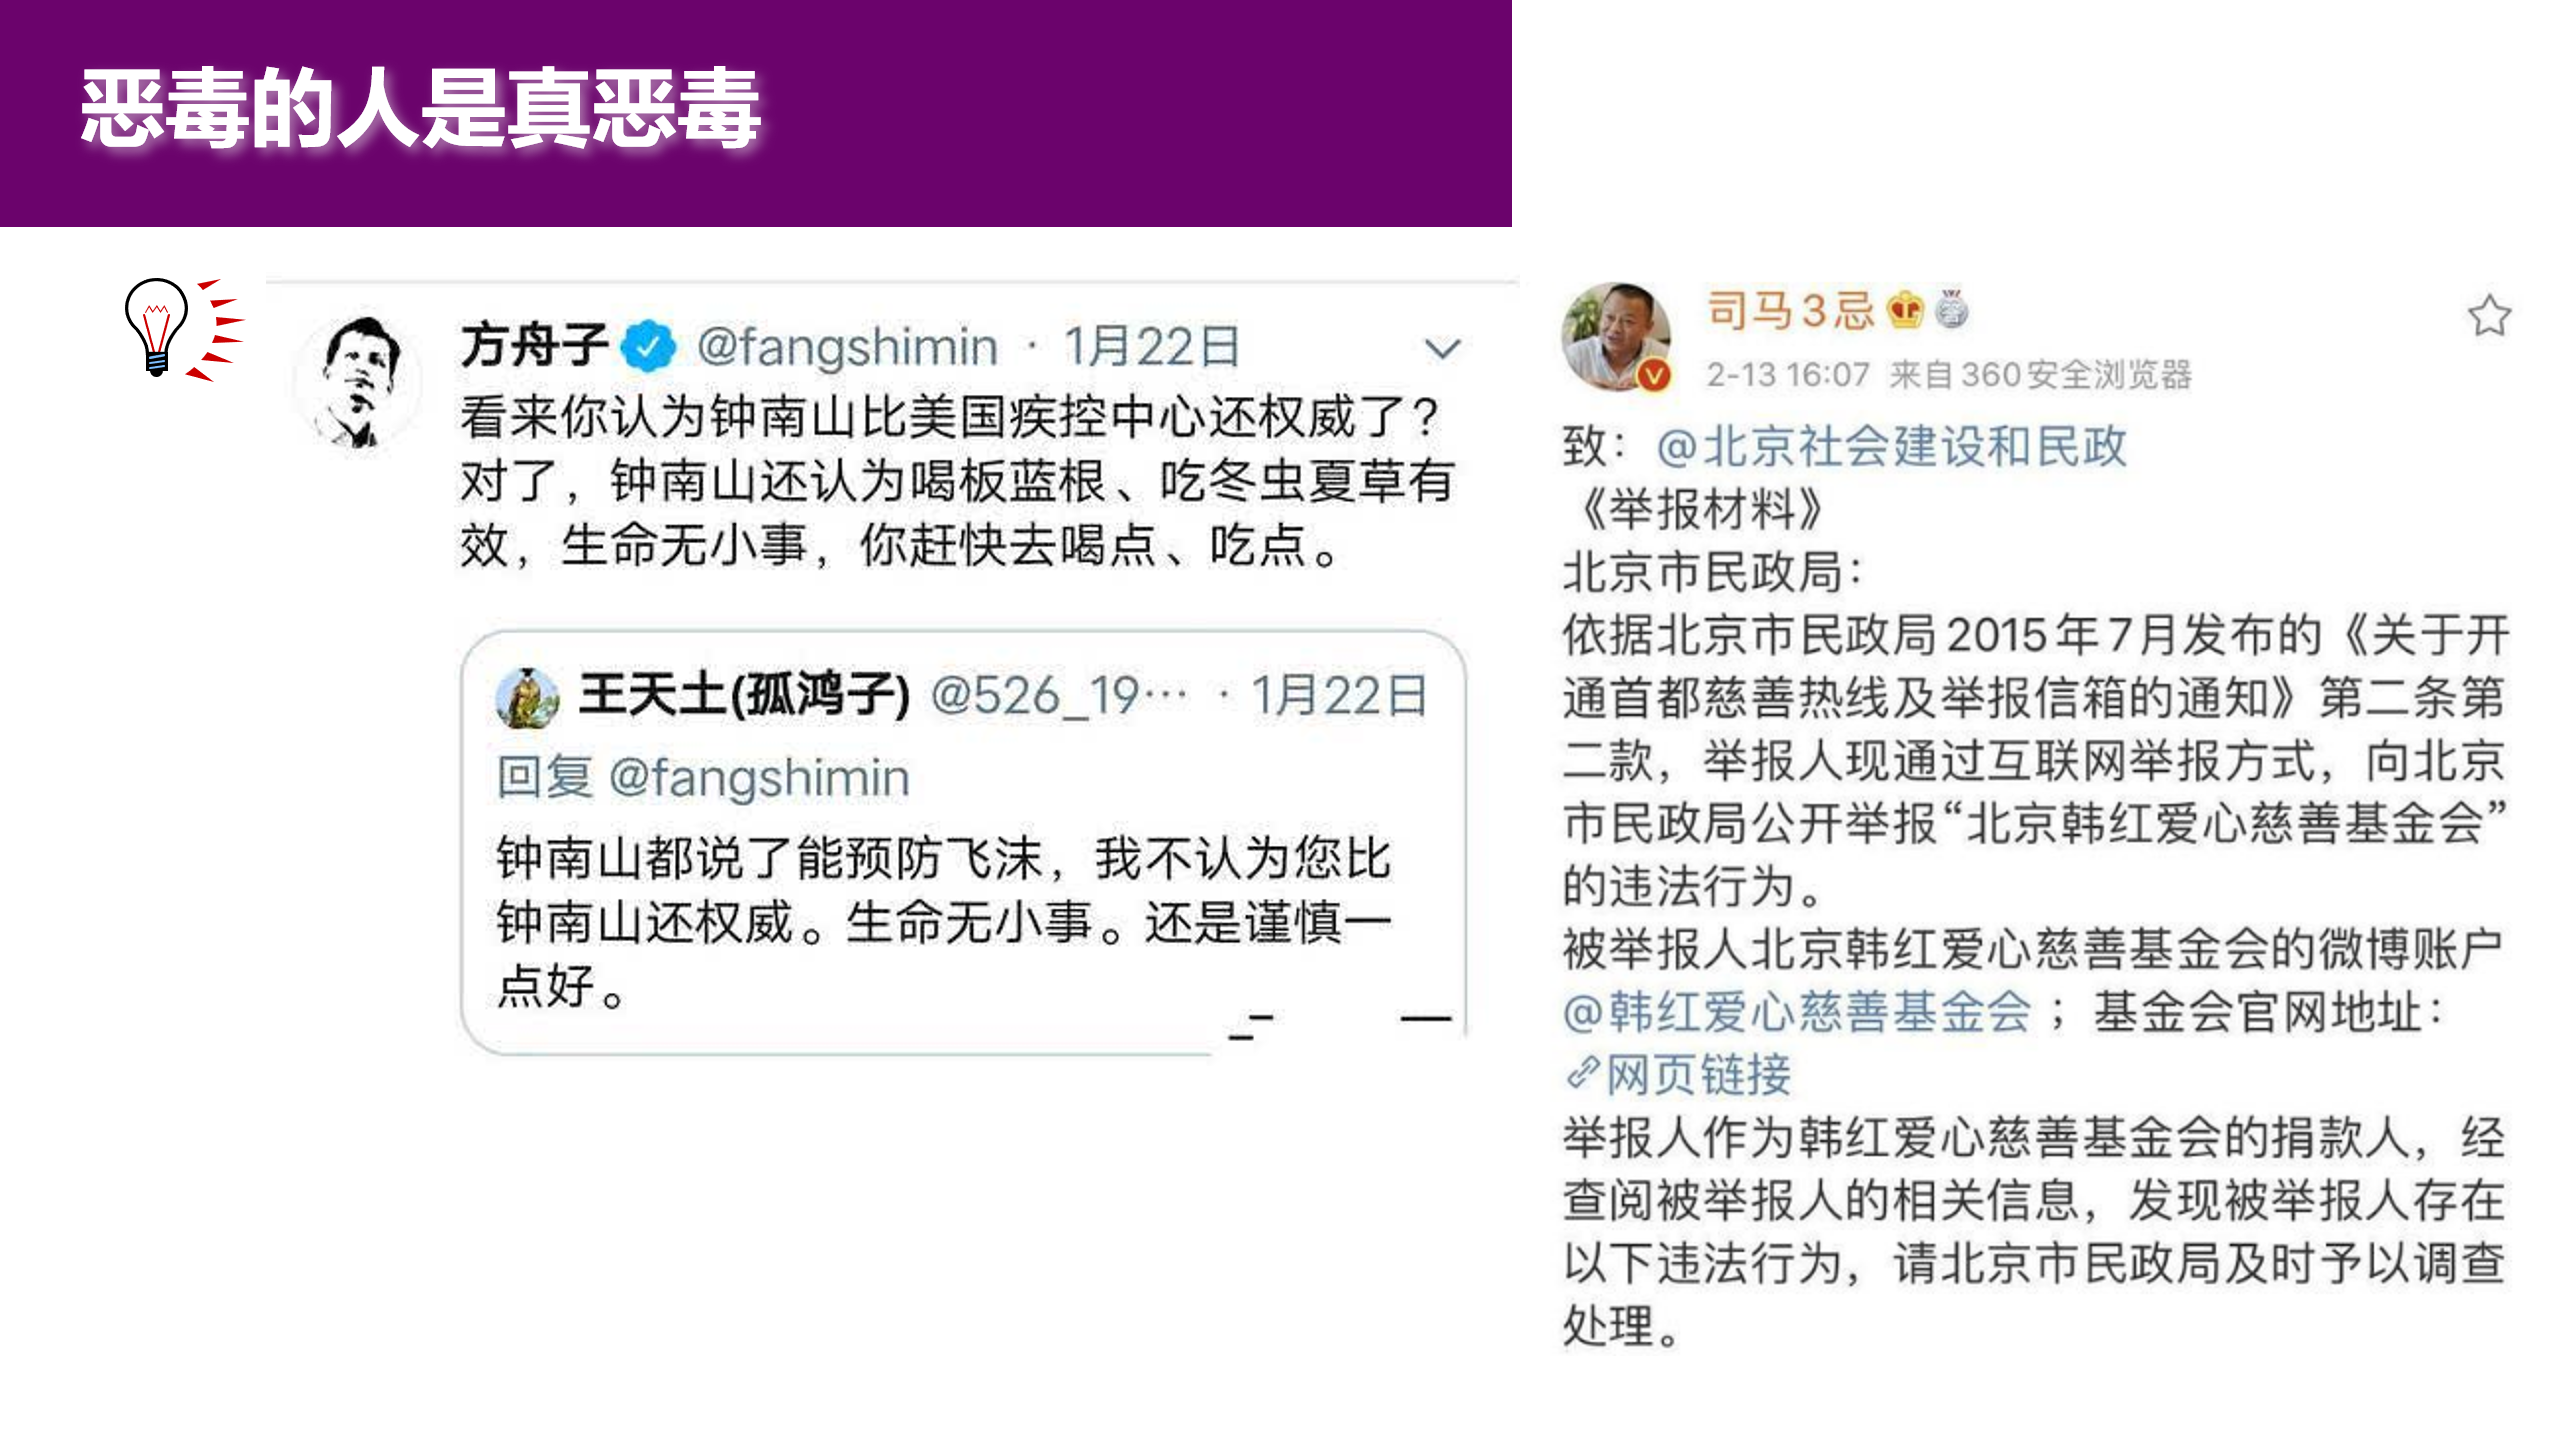 恶毒的人是真恶毒
方舟子 @fangshimin · 1月22日
看来你认为钟南山比美国疾控中心还权威了？
对了，钟南山还认为喝板蓝根、吃冬虫夏草有
效，生命无小事，你赶快去喝点、吃点。
王天土(孤鸿子) @526_19… · 1月22日
回复 @fangshimin
钟南山都说了能预防飞沫，我不认为您比
钟南山还权威。生命无小事。还是谨慎一
点好。
司马3忌
2-13 16:07 来自360安全浏览器
致：@北京社会建设和民政
《举报材料》
北京市民政局：
依据北京市民政局2015年7月发布的《关于开
通首都慈善热线及举报信箱的通知》第二条第
二款，举报人现通过互联网举报方式，向北京
市民政局公开举报“北京韩红爱心慈善基金会”
的违法行为。
被举报人北京韩红爱心慈善基金会的微博账户
@韩红爱心慈善基金会；基金会官网地址：
网页链接
举报人作为韩红爱心慈善基金会的捐款人，经
查阅被举报人的相关信息，发现被举报人存在
以下违法行为，请北京市民政局及时予以调查
处理。